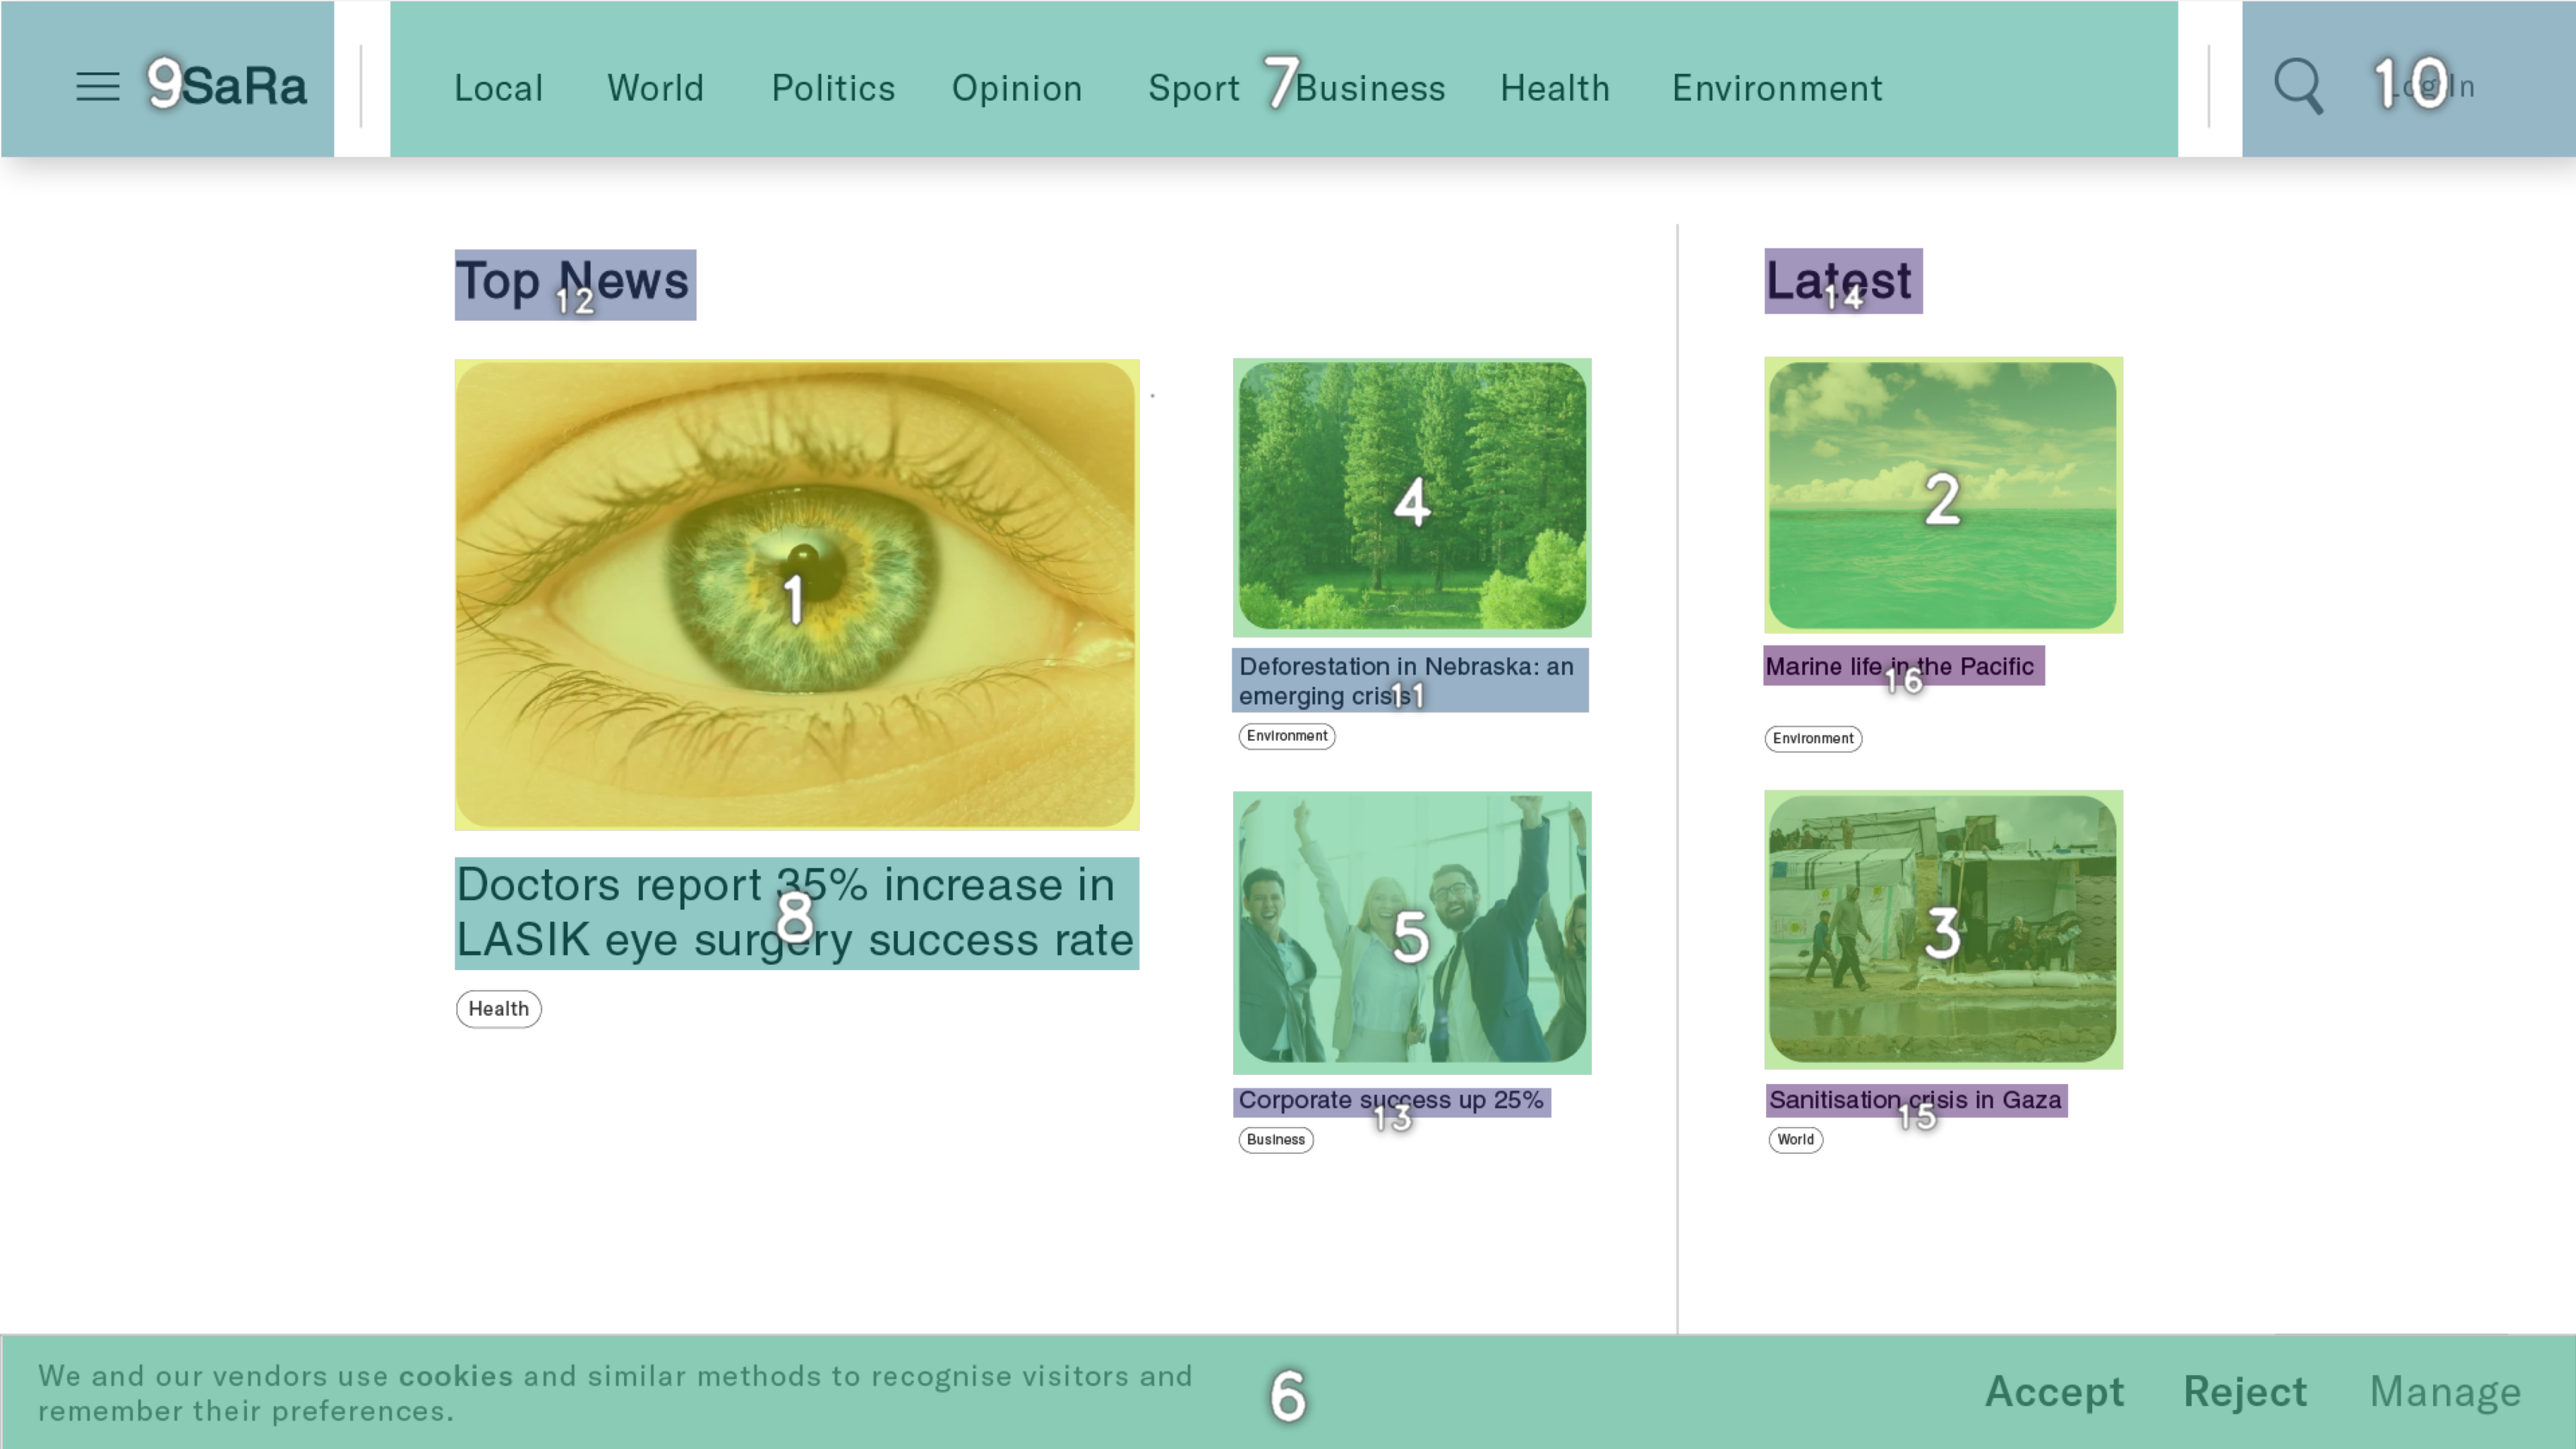 9 SaRa
Local World Politics Opinion Sport 7 Business Health Environment
10 Log In
Top News
12
1
Doctors report 35% increase in
LASIK eye surgery success rate
8
Health
4
Deforestation in Nebraska: an
emerging crisis
11
Environment
5
Corporate success up 25%
13
Business
Latest
14
2
Marine life in the Pacific
16
Environment
3
Sanitisation crisis in Gaza
15
World
We and our vendors use cookies and similar methods to recognise visitors and
remember their preferences.
6
Accept Reject Manage